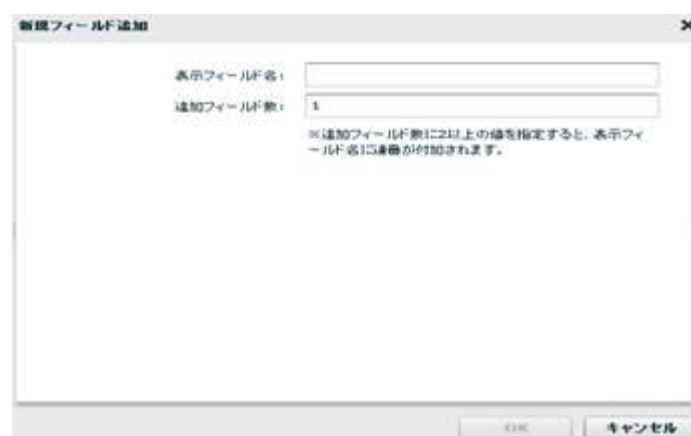 新規フィールド追加
×
表示フィールド名:
追加フィールド数:
1
※追加フィールド数に2以上の値を指定すると、表示フィ
ールド名に連番が付加されます。
OK
キャンセル